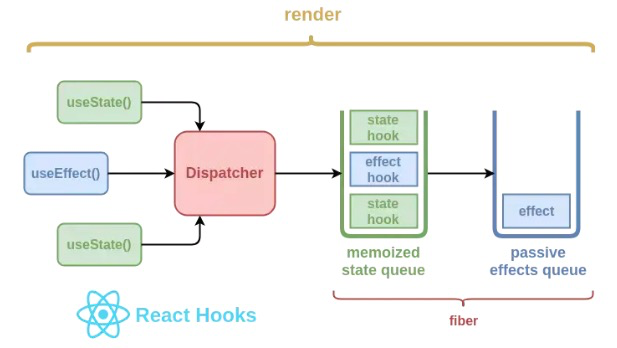 render
useState()
useEffect()
useState()
Dispatcher
state
hook
effect
hook
state
hook
effect
memoized
state queue
passive
effects queue
fiber
React Hooks